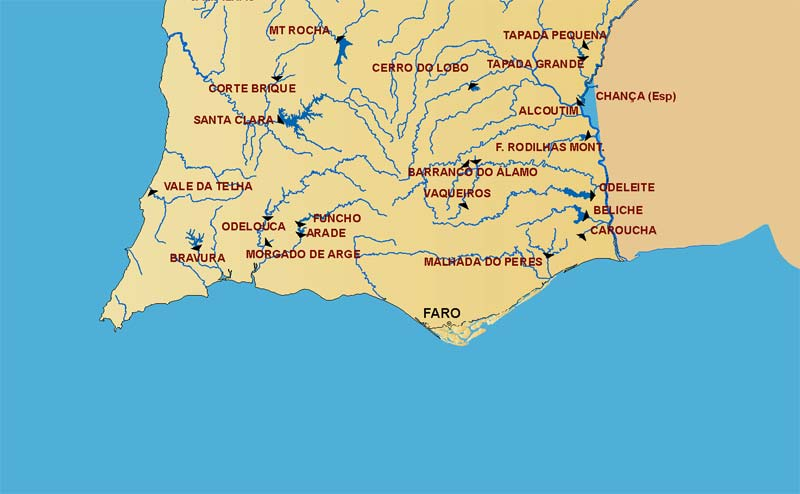 MT ROCHA
TAPADA PEQUENA
CERRO DO LOBO
TAPADA GRANDE
CORTE BRIQUE
CHANÇA (Esp)
ALCOUTIM
SANTA CLARA
F. RODILHAS MONT.
BARRANCO DO ÁLAMO
VALE DA TELHA
VAQUEIROS
ODELEITE
BELICHE
FUNCHO
ODELOUCA
ARADE
CAROUCHA
BRAVURA
MORGADO DE ARGE
MALHADA DO PERES
FARO